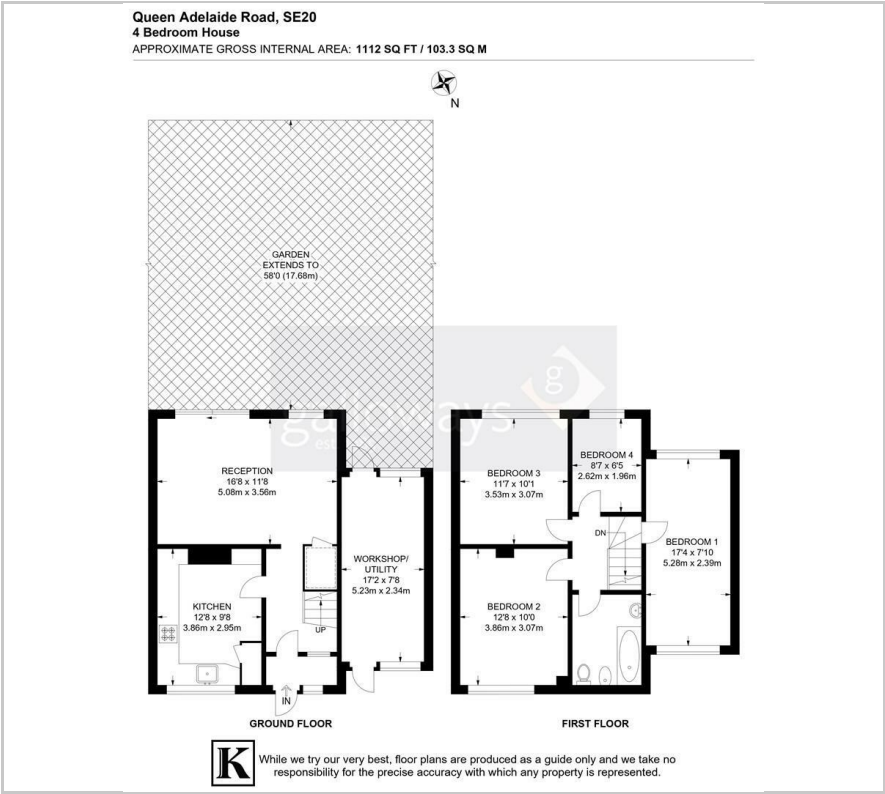 Queen Adelaide Road, SE20
4 Bedroom House
APPROXIMATE GROSS INTERNAL AREA: 1112 SQ FT / 103.3 SQ M
N
GARDEN
EXTENDS TO
58'0 (17.68m)
g
RECEPTION
16'8 x 11'8
5.08m x 3.56m
KITCHEN
12'8 x 9'8
3.86m x 2.95m
WORKSHOP/
UTILITY
17'2 x 7'8
5.23m x 2.34m
UP
IN
GROUND FLOOR
BEDROOM 3
11'7 x 10'1
3.53m x 3.07m
BEDROOM 4
8'7 x 6'5
2.62m x 1.96m
DN
BEDROOM 1
17'4 x 7'10
5.28m x 2.39m
BEDROOM 2
12'8 x 10'0
3.86m x 3.07m
FIRST FLOOR
K
While we try our very best, floor plans are produced as a guide only and we take no
responsibility for the precise accuracy with which any property is represented.